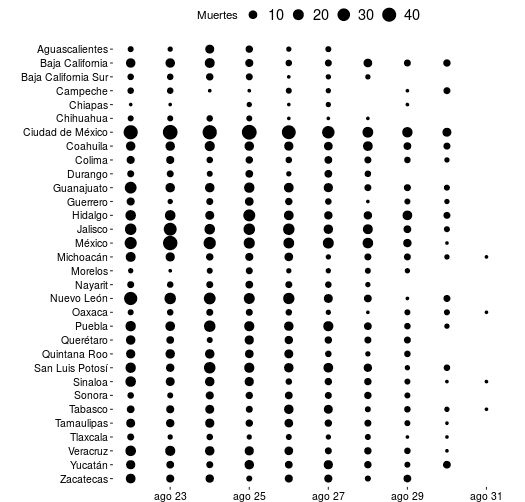 Muertes 10 20 30 40
Aguascalientes
Baja California
Baja California Sur
Campeche
Chiapas
Chihuahua
Ciudad de México
Coahuila
Colima
Durango
Guanajuato
Guerrero
Hidalgo
Jalisco
México
Michoacán
Morelos
Nayarit
Nuevo León
Oaxaca
Puebla
Querétaro
Quintana Roo
San Luis Potosí
Sinaloa
Sonora
Tabasco
Tamaulipas
Tlaxcala
Veracruz
Yucatán
Zacatecas
ago 23 ago 25 ago 27 ago 29 ago 31